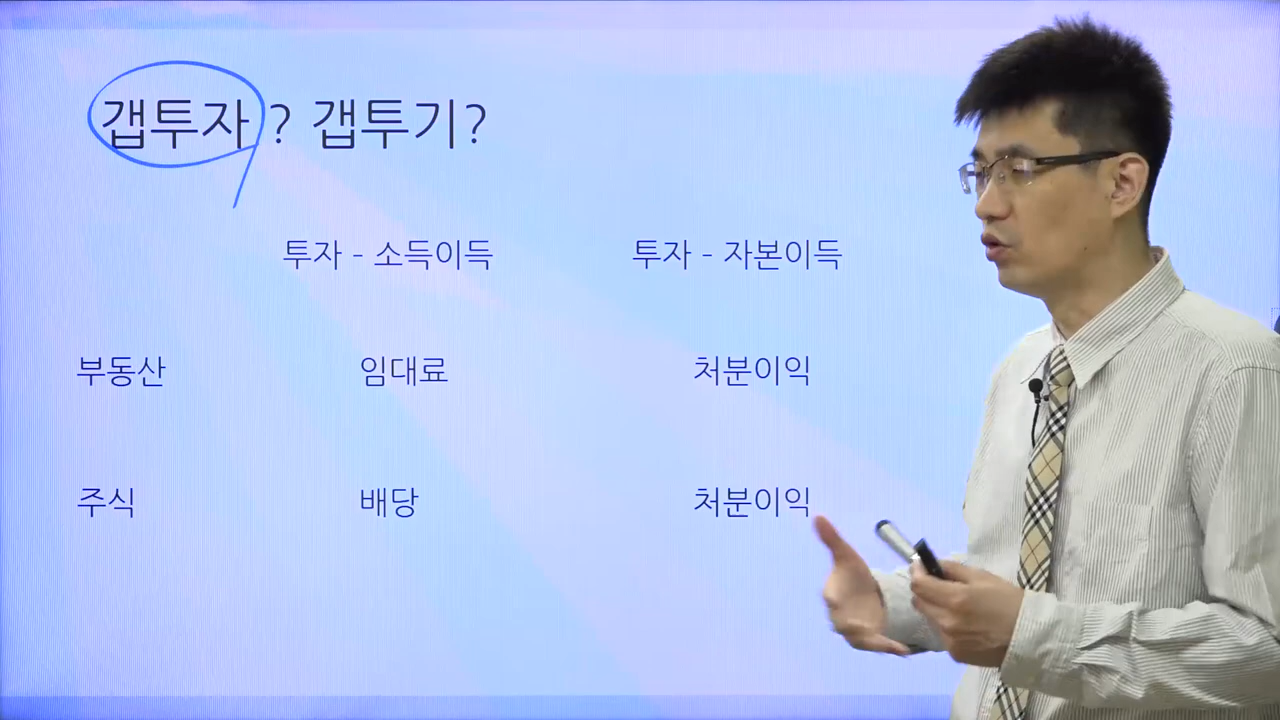 갭투자? 갭투기?
투자 - 소득이득 투자 - 자본이득
부동산 임대료 처분이익
주식 배당 처분이익